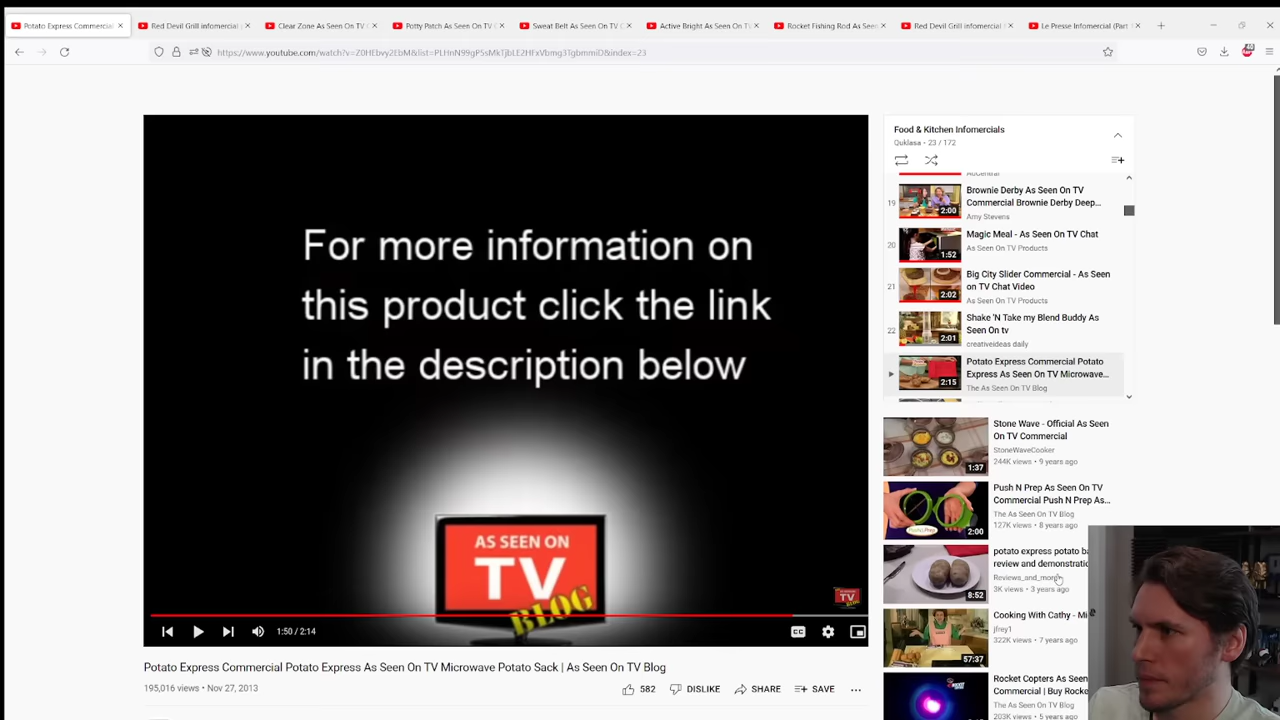 Potato Express Commercial
Red Devil Grill infomercial
Clear Zone As Seen On TV C
Potty Patch As Seen On TV C
Sweat Belt As Seen On TV C
Active Bright As Seen On TV
Rocket Fishing Rod As Seen
Red Devil Grill infomercial
Le Presse Infomercial (Part
For more information on
this product click the link
in the description below
AS SEEN ON
TV
BLOG
TV
1:50 / 2:14
CC
Potato Express Commercial Potato Express As Seen On TV Microwave Potato Sack | As Seen On TV Blog
195,016 views • Nov 27, 2013
582
DISLIKE
SHARE
SAVE
Food & Kitchen Infomercials
Quklasa - 23 / 172
19
2:00
Brownie Derby As Seen On TV
Commercial Brownie Derby Deep...
Amy Stevens
20
1:52
Magic Meal - As Seen On TV Chat
As Seen On TV Products
21
2:02
Big City Slider Commercial - As Seen
on TV Chat Video
As Seen On TV Products
22
2:01
Shake 'N Take my Blend Buddy As
Seen On tv
creativeideas daily
2:15
Potato Express Commercial Potato
Express As Seen On TV Microwave...
The As Seen On TV Blog
1:37
Stone Wave - Official As Seen
On TV Commercial
StoneWaveCooker
244K views • 9 years ago
2:00
Push N Prep As Seen On TV
Commercial Push N Prep As...
The As Seen On TV Blog
127K views • 8 years ago
8:52
potato express potato ba
review and demonstratio
Reviews_and_more
3K views • 3 years ago
57:37
Cooking With Cathy - Mi
Jfrey1
322K views • 7 years ago
Rocket Copters As Seen
Commercial | Buy Rocke
The As Seen On TV Blog
203K views • 5 years ago